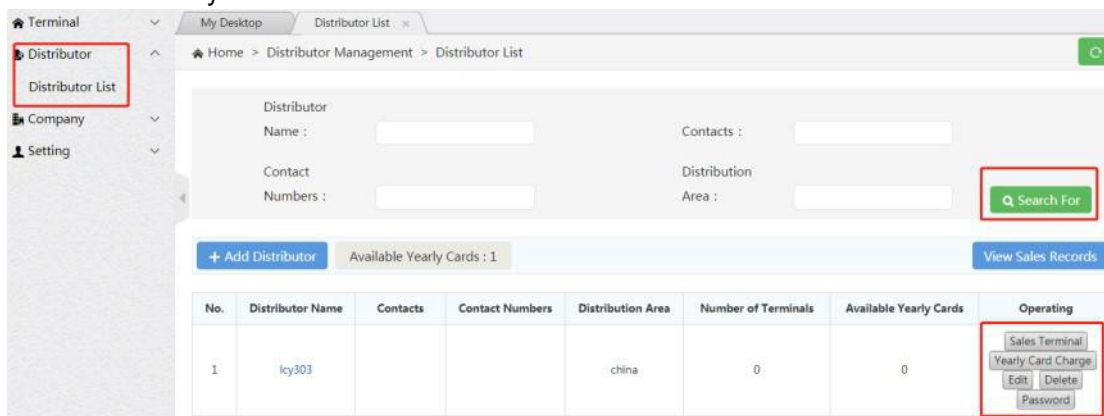 Terminal
Distributor
Distributor List
Company
Setting
My Desktop
Distributor List ×
Home > Distributor Management > Distributor List
Distributor
Name :
Contacts :
Contact
Numbers :
Distribution
Area :
Search For
+ Add Distributor
Available Yearly Cards : 1
View Sales Records
No. Distributor Name Contacts Contact Numbers Distribution Area Number of Terminals Available Yearly Cards Operating
1 lcy303 china 0 0
Sales Terminal
Yearly Card Charge
Edit Delete
Password